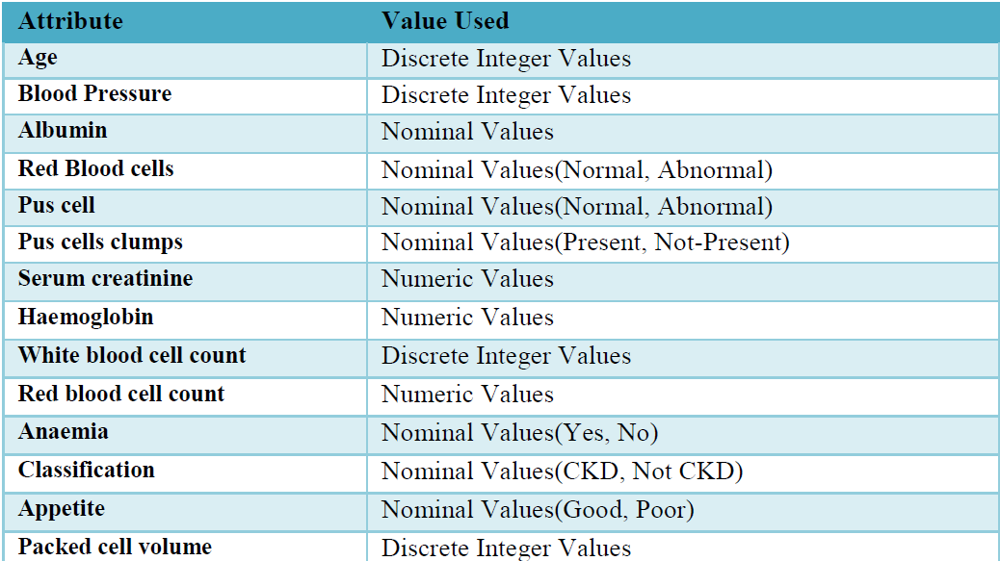 Attribute Value Used
Age Discrete Integer Values
Blood Pressure Discrete Integer Values
Albumin Nominal Values
Red Blood cells Nominal Values(Normal, Abnormal)
Pus cell Nominal Values(Normal, Abnormal)
Pus cells clumps Nominal Values(Present, Not-Present)
Serum creatinine Numeric Values
Haemoglobin Numeric Values
White blood cell count Discrete Integer Values
Red blood cell count Numeric Values
Anaemia Nominal Values(Yes, No)
Classification Nominal Values(CKD, Not CKD)
Appetite Nominal Values(Good, Poor)
Packed cell volume Discrete Integer Values